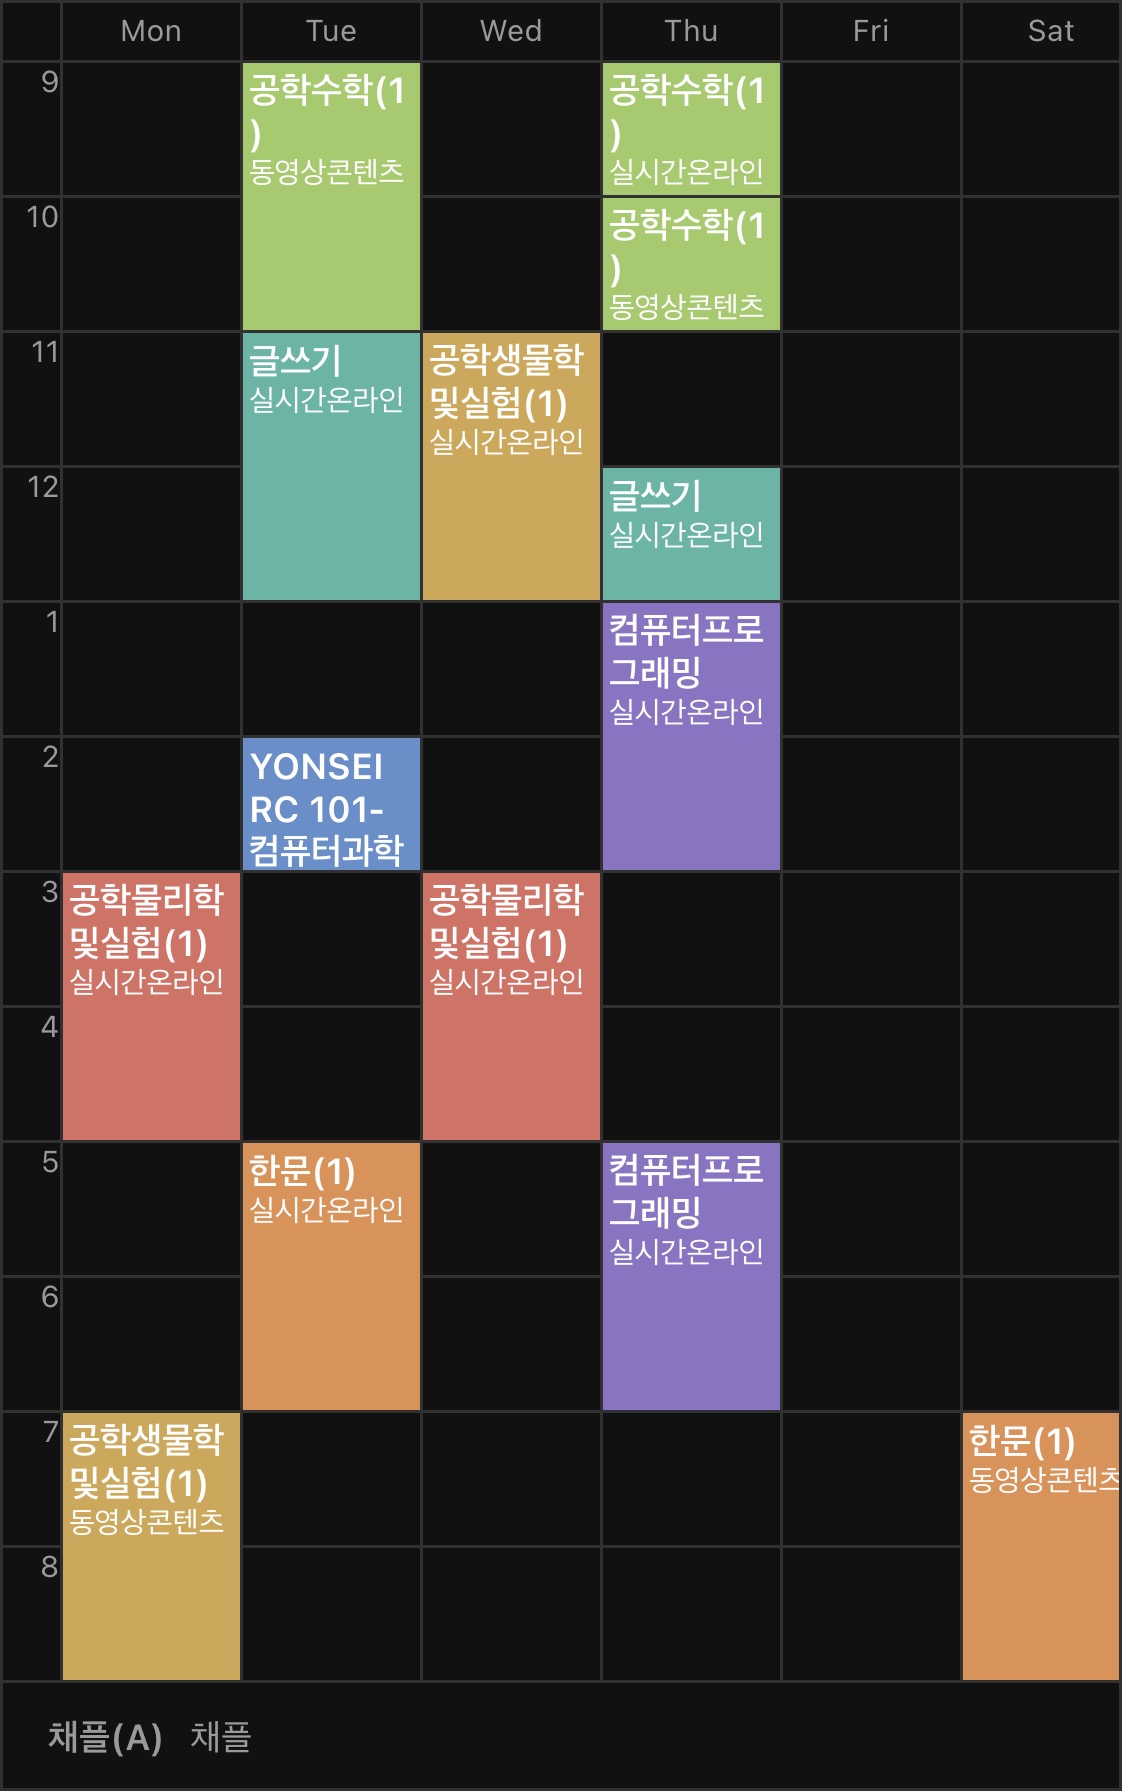 Mon Tue Wed Thu Fri Sat
9
공학수학(1
)
동영상콘텐츠
공학수학(1
)
실시간온라인
10
공학수학(1
)
동영상콘텐츠
11
글쓰기
실시간온라인
공학생물학
및실험(1)
실시간온라인
12
글쓰기
실시간온라인
1
컴퓨터프로
그래밍
실시간온라인
2
YONSEI
RC 101-
컴퓨터과학
3
공학물리학
및실험(1)
실시간온라인
공학물리학
및실험(1)
실시간온라인
4
5
한문(1)
실시간온라인
컴퓨터프로
그래밍
실시간온라인
6
7
공학생물학
및실험(1)
동영상콘텐츠
한문(1)
동영상콘텐츠
8
채플(A) 채플